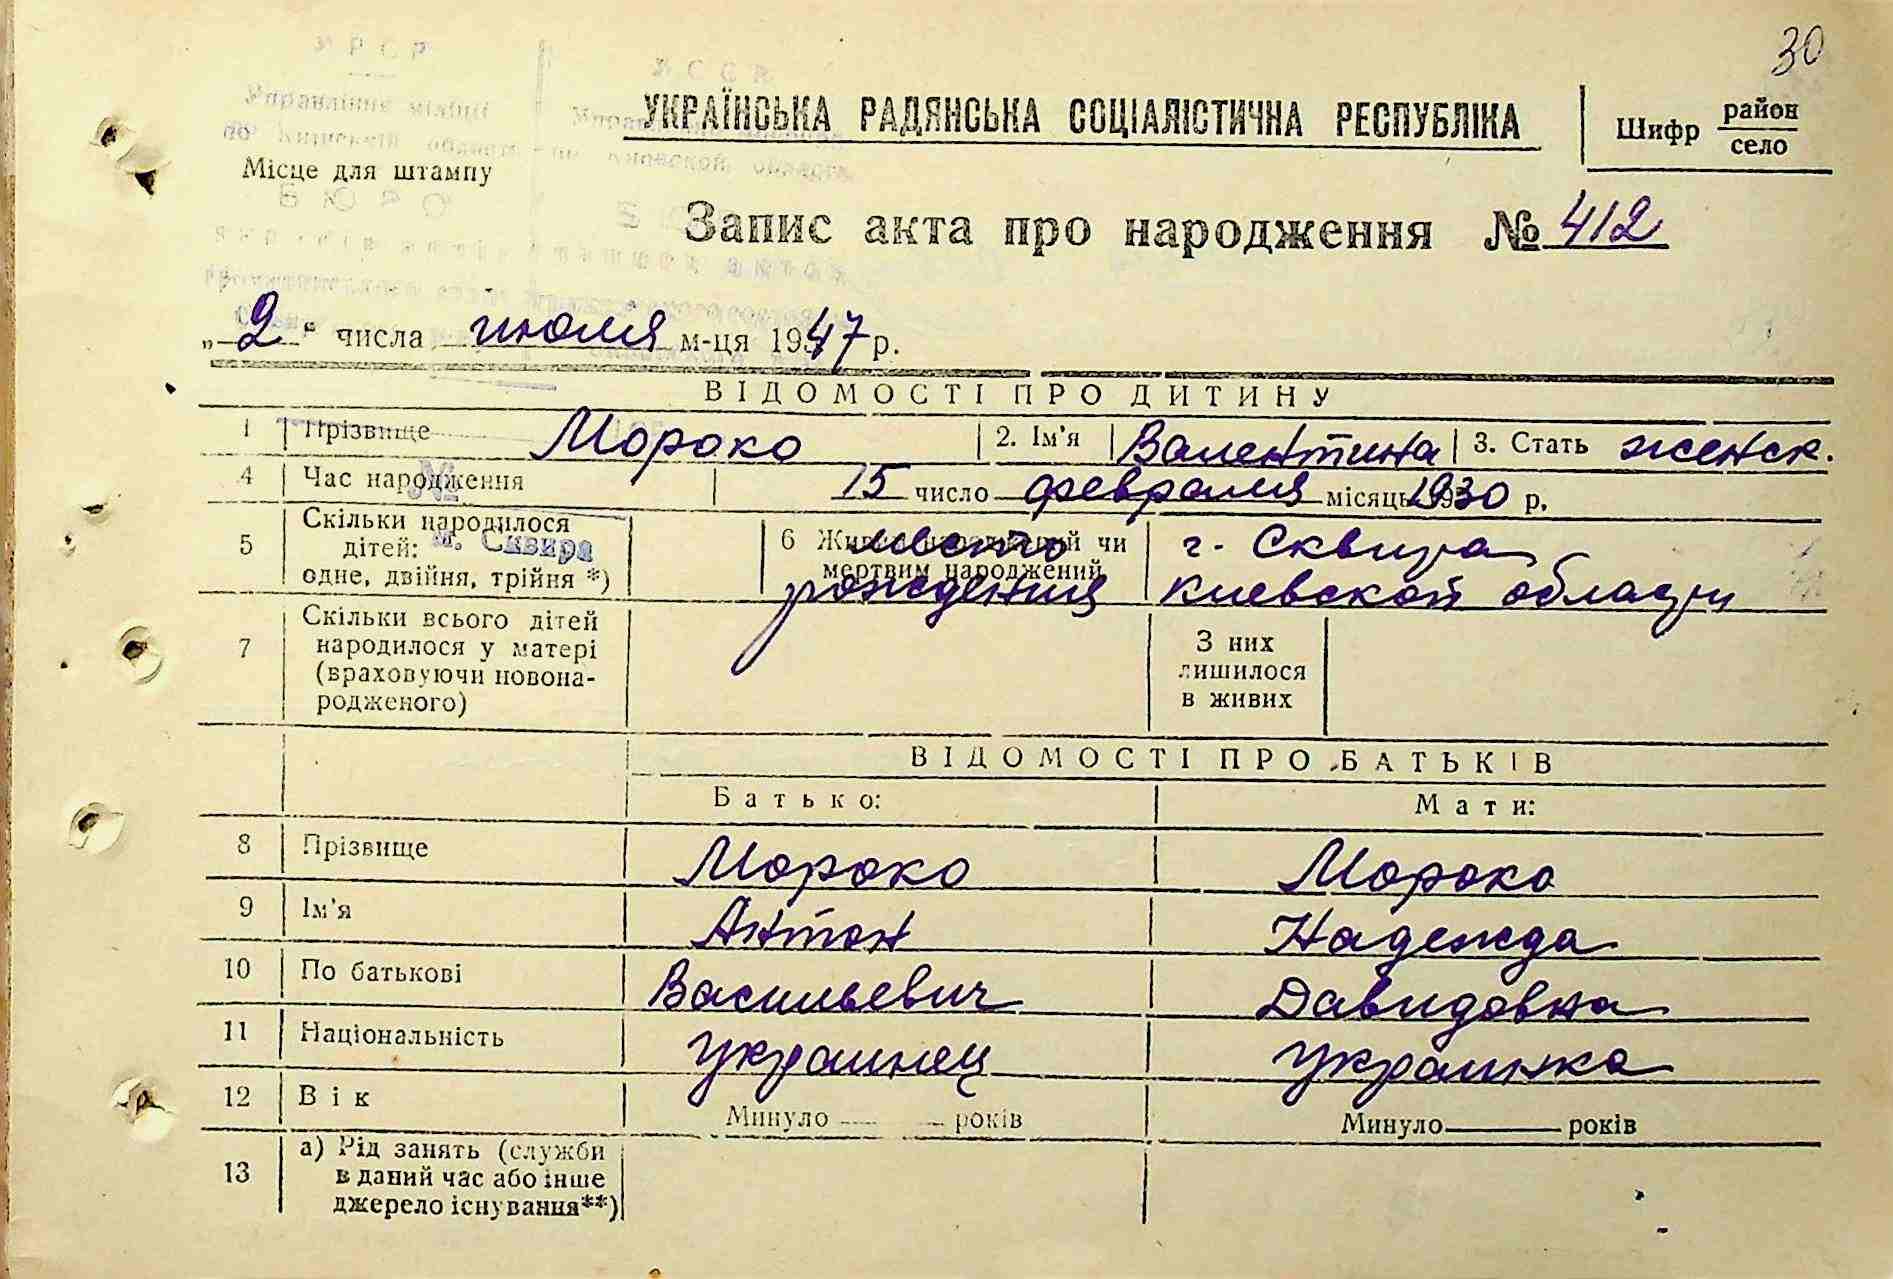 30
УКРАЇНСЬКА РАДЯНСЬКА СОЦІАЛІСТИЧНА РЕСПУБЛІКА
Шифр район село
У Р С Р
У С С Р
Управління міліції
по Київській області
Киевской области
Місце для штампу
БЮРО
Запис акта про народження № 412
„2“ числа июля м-ця 1947 р.
ВІДОМОСТІ ПРО ДИТИНУ
1 Прізвище Мороко 2. Ім'я Валентина 3. Стать женск.
4 Час народження 15 число февраля місяць 1930 р.
№
5 Скільки народилося дітей: одне, двійня, трійня *)
м. Сквира
6 Живим народжений чи мертвим народжений
место рождения
г. Сквира
Киевской области
7 Скільки всього дітей народилося у матері (враховуючи новонародженого)
З них лишилося в живих
ВІДОМОСТІ ПРО БАТЬКІВ
Батько: Мати:
8 Прізвище Мороко Мороко
9 Ім'я Антон Надежда
10 По батькові Васильевич Давидовна
11 Національність украинец украинка
12 Вік Минуло — років Минуло — років
13 а) Рід занять (служби
в даний час або інше
джерело існування**)